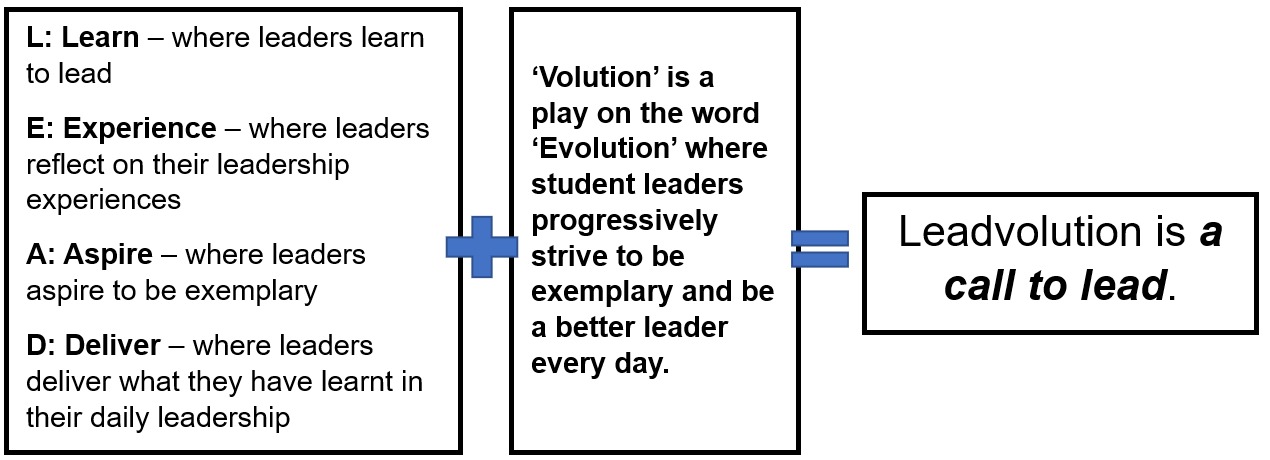 L: Learn – where leaders learn
to lead
E: Experience – where leaders
reflect on their leadership
experiences
A: Aspire – where leaders
aspire to be exemplary
D: Deliver – where leaders
deliver what they have learnt in
their daily leadership
‘Volution’ is a
play on the word
‘Evolution’ where
student leaders
progressively
strive to be
exemplary and be
a better leader
every day.
Leadvolution is a
call to lead.